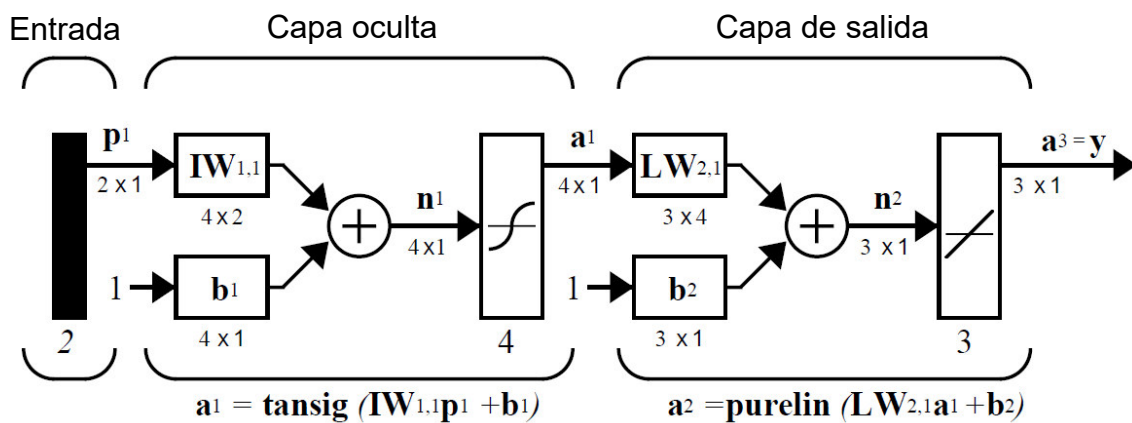 Entrada Capa oculta Capa de salida
p1 a1 a3 = y
IW1,1 LW2,1
2 x 1 4 x 1 3 x 1
4 x 2 n1 3 x 4 n2
4 x1 3 x 1
1 b1 1 b2
2 4 x 1 4 3 x 1 3
a1 = tansig (IW1,1p1 +b1) a2 =purelin (LW2,1a1 +b2)